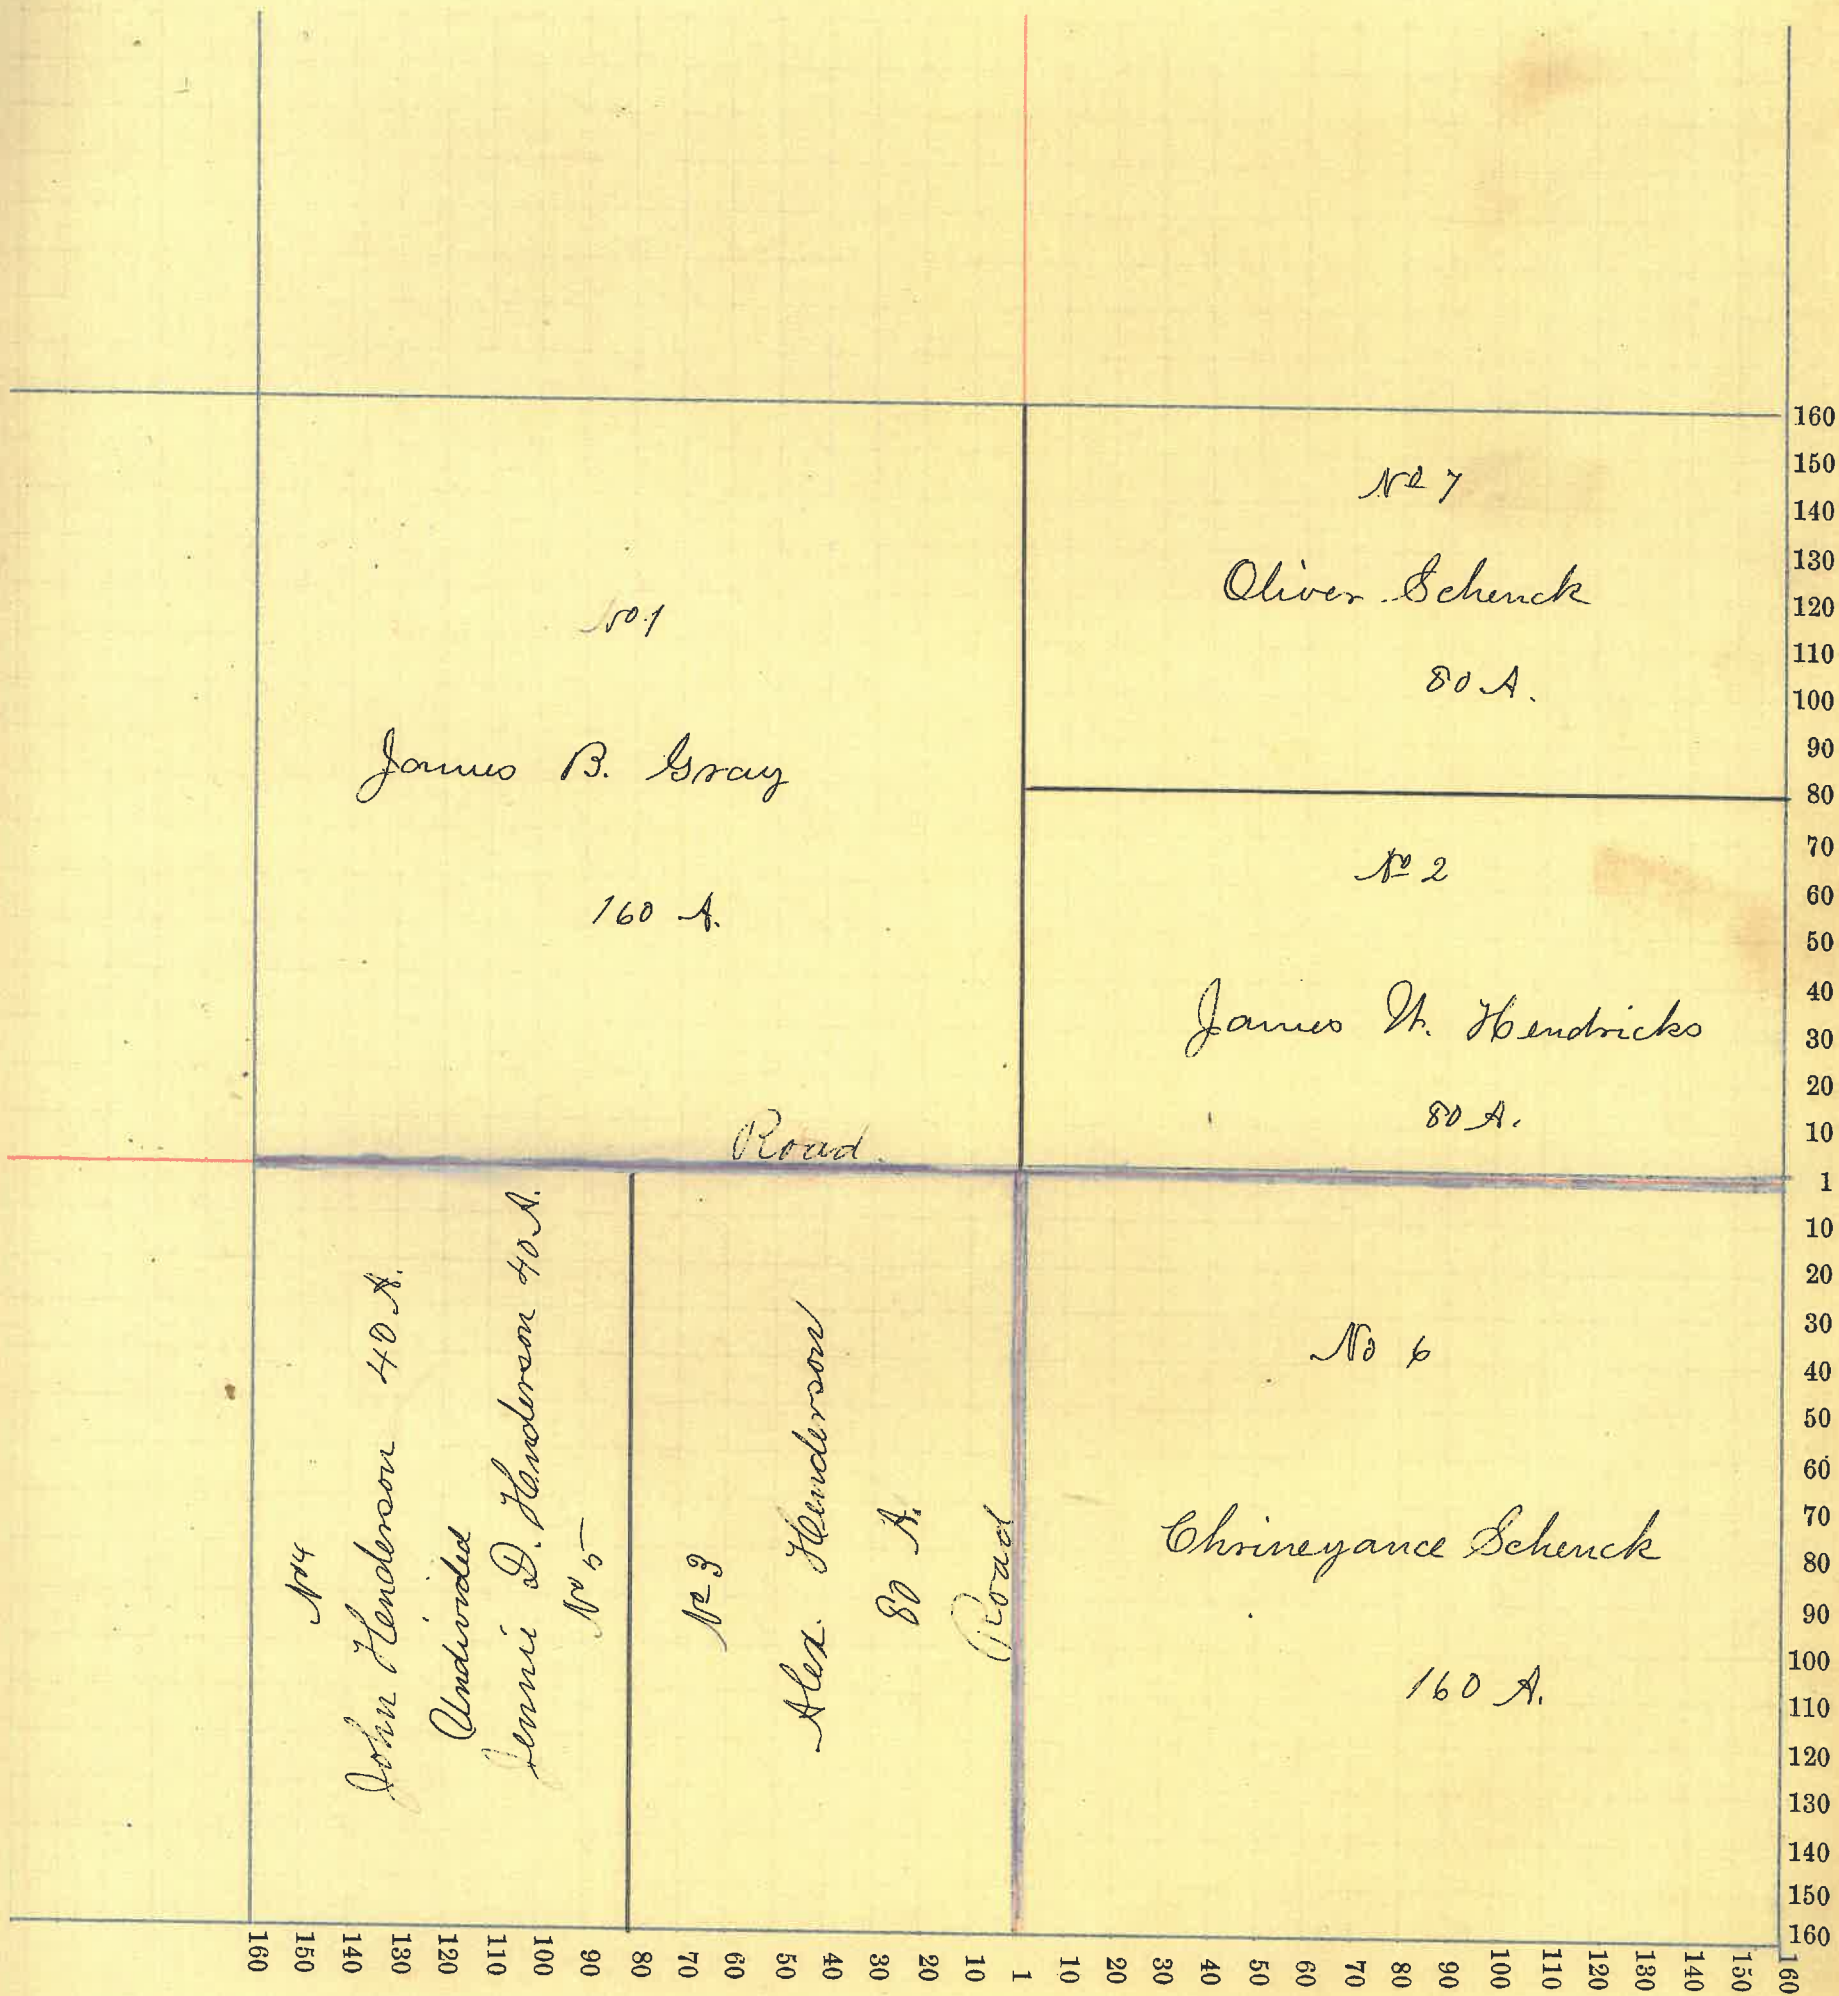 No. 1
James B. Gray
160 A.
Road
No 7
Oliver Schenck
80 A.
No 2
James W. Hendricks
80 A.
No 4
John Henderson 40 A.
Undivided
Jennie D. Henderson 40 A.
No 5
No 3
Alex. Henderson
80 A.
Road
No 6
Chrineyance Schenck
160 A.
160
150
140
130
120
110
100
90
80
70
60
50
40
30
20
10
1
10
20
30
40
50
60
70
80
90
100
110
120
130
140
150
160
160 150 140 130 120 110 100 90 80 70 60 50 40 30 20 10 1 10 20 30 40 50 60 70 80 90 100 110 120 130 140 150 160